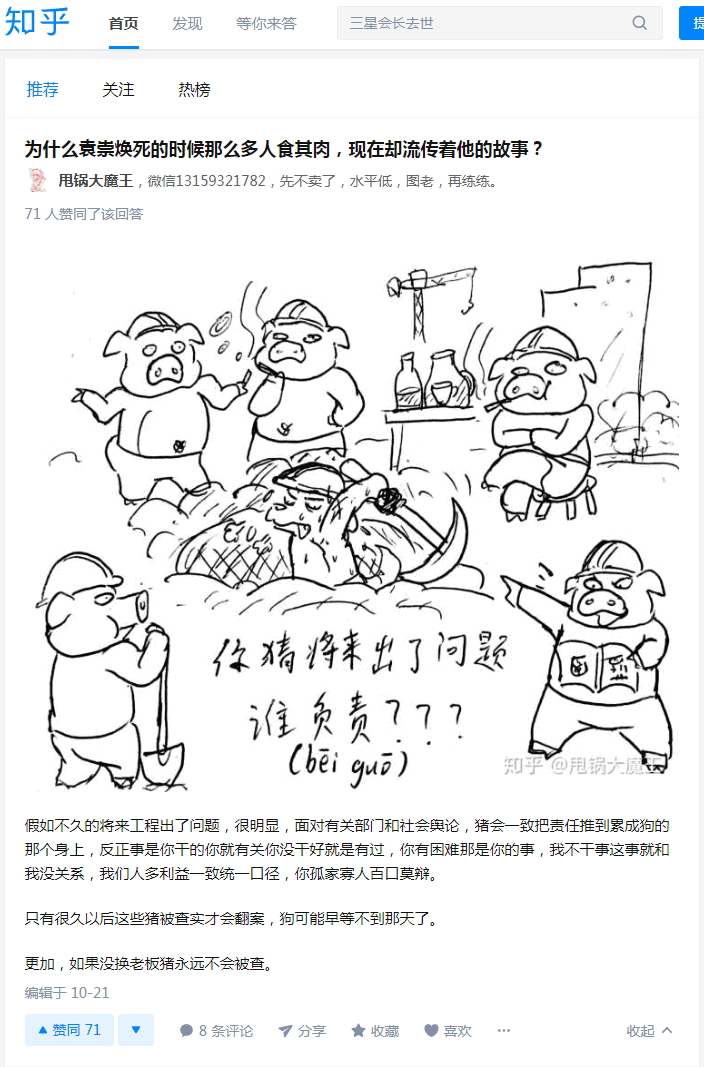 知乎
首页 发现 等你来答 三星会长去世 提
推荐 关注 热榜
为什么袁崇焕死的时候那么多人食其肉，现在却流传着他的故事？
甩锅大魔王，微信13159321782，先不卖了，水平低，图老，再练练。
71 人赞同了该回答
你猜将来出了问题
谁负责？？？
(bēi guō)
知乎 @甩锅大魔王
假如不久的将来工程出了问题，很明显，面对有关部门和社会舆论，猪会一致把责任推到累成狗的
那个身上，反正事是你干的你就有关你没干好就是有过，你有困难那是你的事，我不干事这事就和
我没关系，我们人多利益一致统一口径，你孤家寡人百口莫辩。
只有很久以后这些猪被查实才会翻案，狗可能早等不到那天了。
更加，如果没换老板猪永远不会被查。
编辑于 10-21
赞同 71 8 条评论 分享 收藏 喜欢 ··· 收起